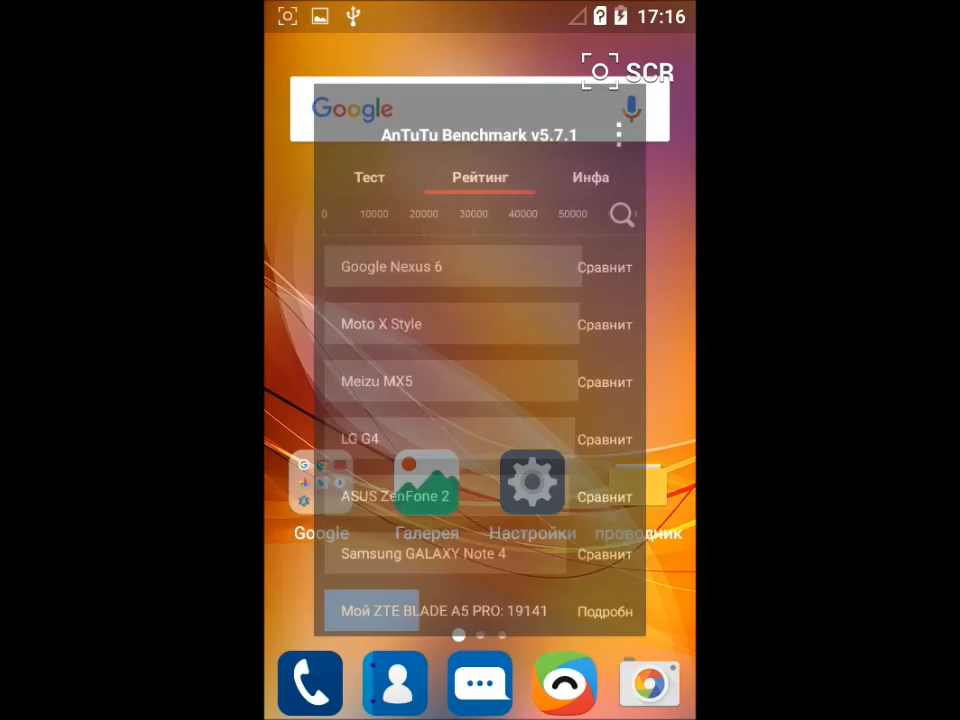 17:16
SCR
Google
AnTuTu Benchmark v5.7.1
Тест Рейтинг Инфа
0 10000 20000 30000 40000 50000
Google Nexus 6 Сравнит
Moto X Style Сравнит
Meizu MX5 Сравнит
LG G4 Сравнит
ASUS ZenFone 2 Сравнит
Google Галерея Настройки проводник
Samsung GALAXY Note 4 Сравнит
Мой ZTE BLADE A5 PRO: 19141 Подробн